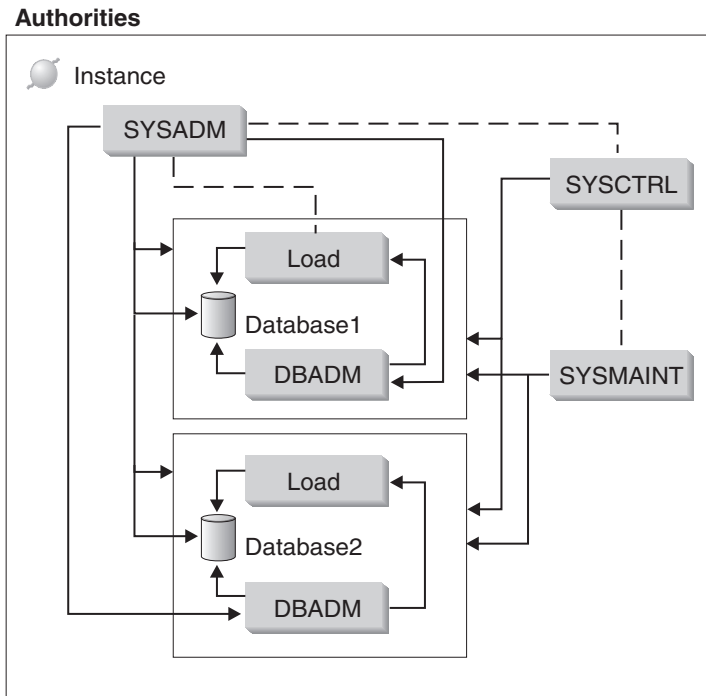 Authorities
Instance
SYSADM
SYSCTRL
Load
Database1
DBADM
SYSMAINT
Load
Database2
DBADM